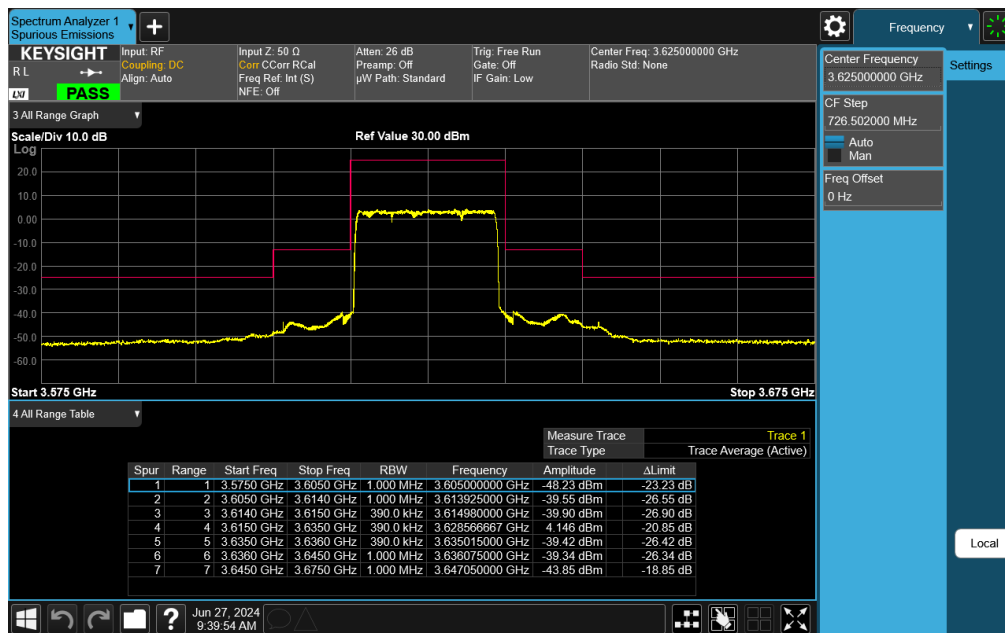 Spectrum Analyzer 1
Spurious Emissions
Frequency
KEYSIGHT
R L
LXI
PASS
Input: RF
Coupling: DC
Align: Auto
Input Z: 50 Ω
Corr CCorr RCal
Freq Ref: Int (S)
NFE: Off
Atten: 26 dB
Preamp: Off
µW Path: Standard
Trig: Free Run
Gate: Off
IF Gain: Low
Center Freq: 3.625000000 GHz
Radio Std: None
Center Frequency
3.625000000 GHz
Settings
CF Step
726.502000 MHz
Auto
Man
Freq Offset
0 Hz
3 All Range Graph
Scale/Div 10.0 dB
Ref Value 30.00 dBm
Log
20.0
10.0
0.00
-10.0
-20.0
-30.0
-40.0
-50.0
-60.0
Start 3.575 GHz
Stop 3.675 GHz
4 All Range Table
Measure Trace Trace 1
Trace Type Trace Average (Active)
Spur Range Start Freq Stop Freq RBW Frequency Amplitude ΔLimit
1 1 3.5750 GHz 3.6050 GHz 1.000 MHz 3.605000000 GHz -48.23 dBm -23.23 dB
2 2 3.6050 GHz 3.6140 GHz 1.000 MHz 3.613925000 GHz -39.55 dBm -26.55 dB
3 3 3.6140 GHz 3.6150 GHz 390.0 kHz 3.614980000 GHz -39.90 dBm -26.90 dB
4 4 3.6150 GHz 3.6350 GHz 390.0 kHz 3.628566667 GHz 4.146 dBm -20.85 dB
5 5 3.6350 GHz 3.6360 GHz 390.0 kHz 3.635015000 GHz -39.42 dBm -26.42 dB
6 6 3.6360 GHz 3.6450 GHz 1.000 MHz 3.636075000 GHz -39.34 dBm -26.34 dB
7 7 3.6450 GHz 3.6750 GHz 1.000 MHz 3.647050000 GHz -43.85 dBm -18.85 dB
Local
Jun 27, 2024
9:39:54 AM